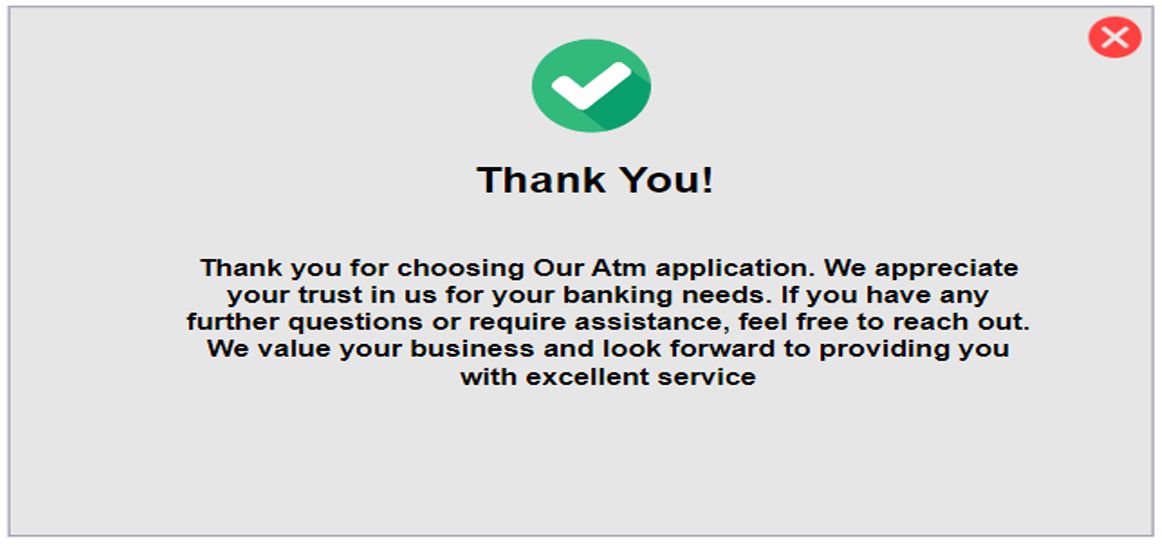 Thank You!
Thank you for choosing Our Atm application. We appreciate
your trust in us for your banking needs. If you have any
further questions or require assistance, feel free to reach out.
We value your business and look forward to providing you
with excellent service